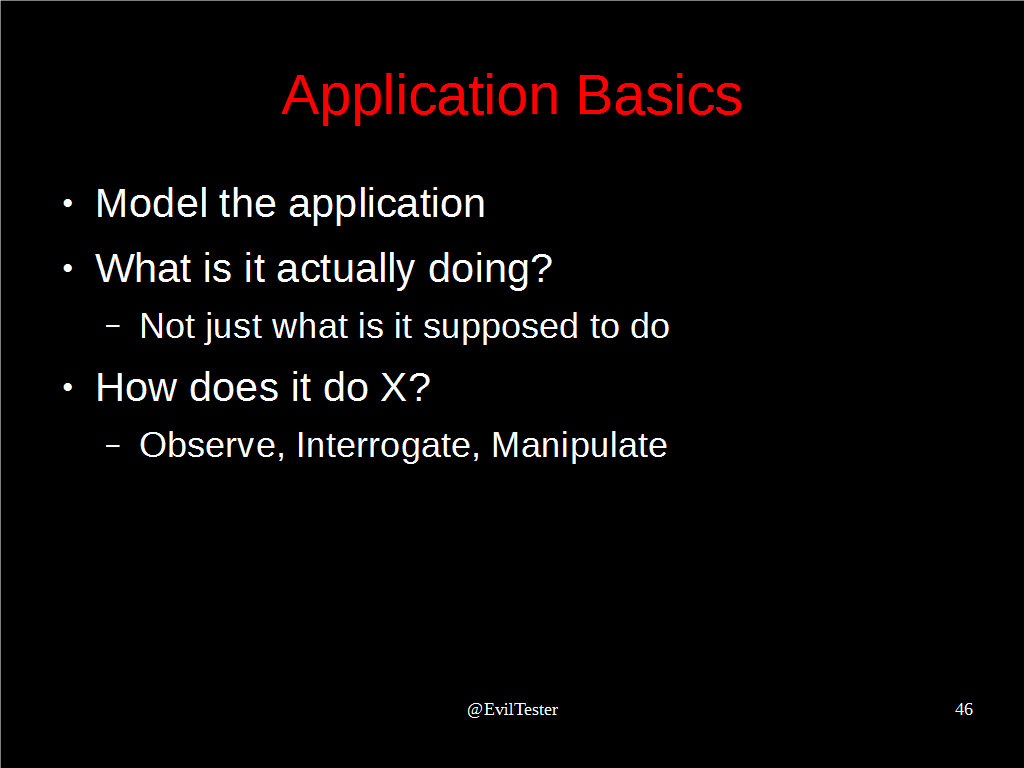 Application Basics
• Model the application
• What is it actually doing?
– Not just what is it supposed to do
• How does it do X?
– Observe, Interrogate, Manipulate
@EvilTester
46